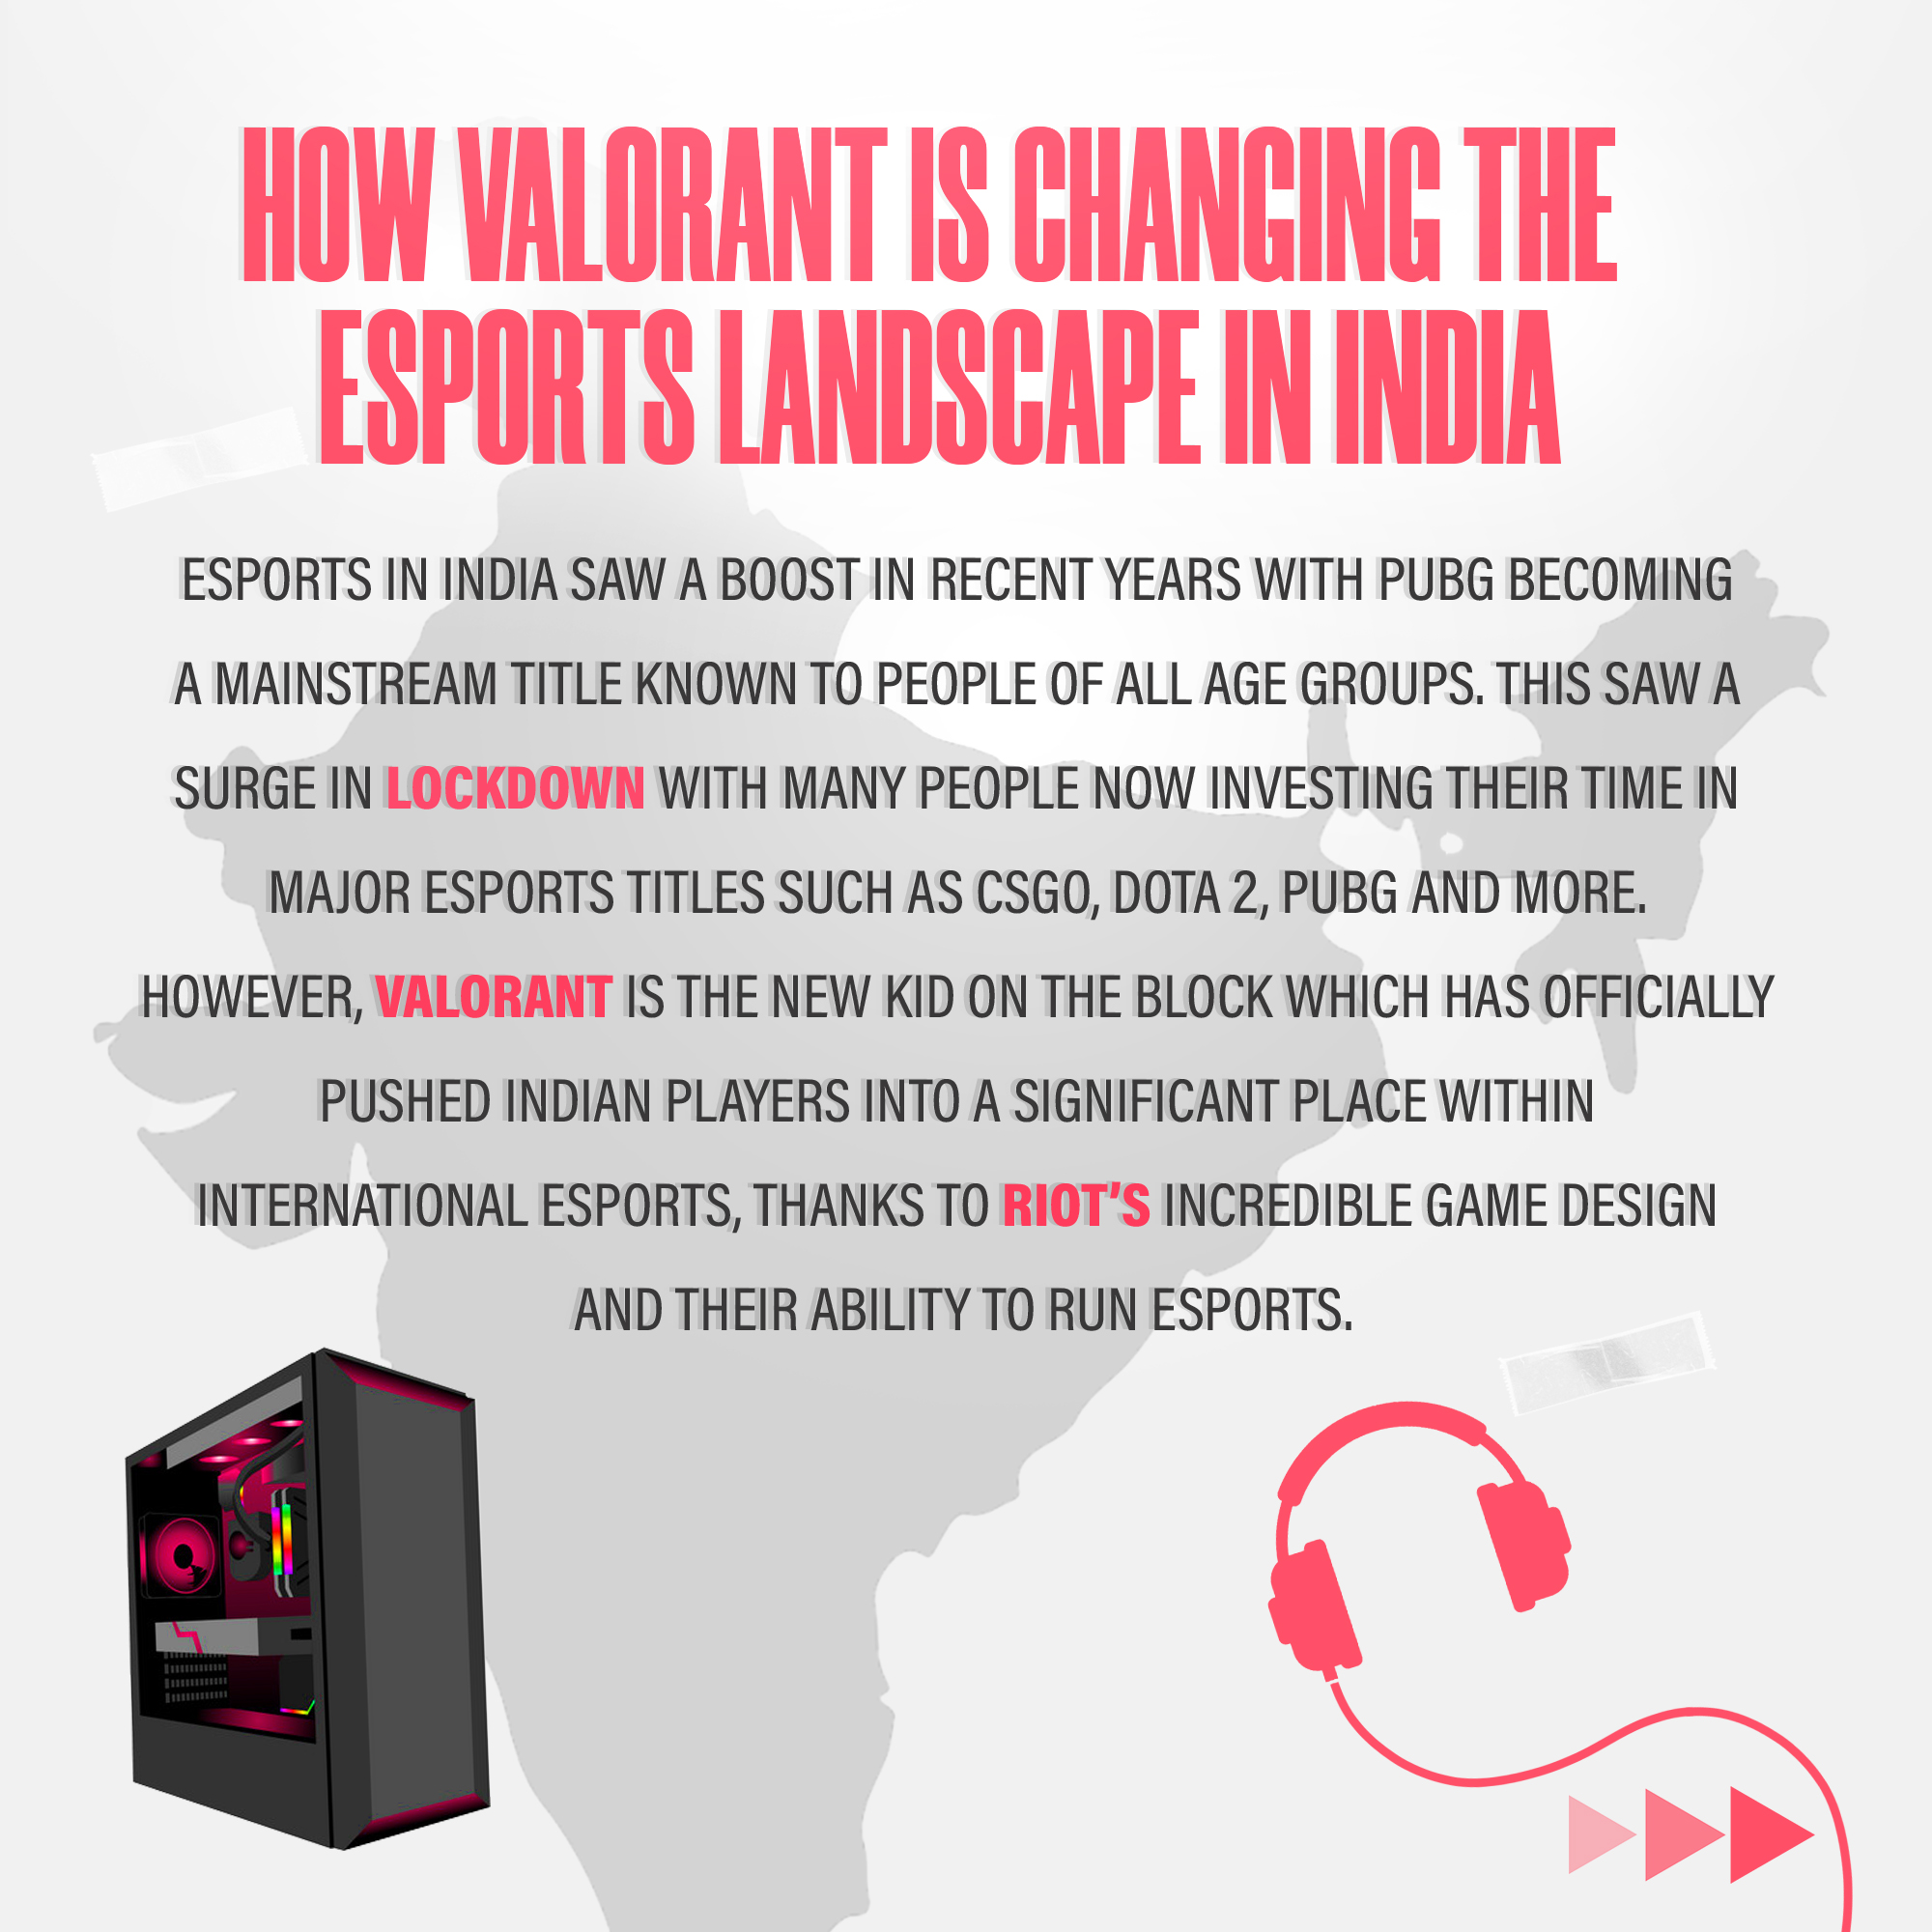 HOW VALORANT IS CHANGING THE
ESPORTS LANDSCAPE IN INDIA
ESPORTS IN INDIA SAW A BOOST IN RECENT YEARS WITH PUBG BECOMING
A MAINSTREAM TITLE KNOWN TO PEOPLE OF ALL AGE GROUPS. THIS SAW A
SURGE IN LOCKDOWN WITH MANY PEOPLE NOW INVESTING THEIR TIME IN
MAJOR ESPORTS TITLES SUCH AS CSGO, DOTA 2, PUBG AND MORE.
HOWEVER, VALORANT IS THE NEW KID ON THE BLOCK WHICH HAS OFFICIALLY
PUSHED INDIAN PLAYERS INTO A SIGNIFICANT PLACE WITHIN
INTERNATIONAL ESPORTS, THANKS TO RIOT'S INCREDIBLE GAME DESIGN
AND THEIR ABILITY TO RUN ESPORTS.